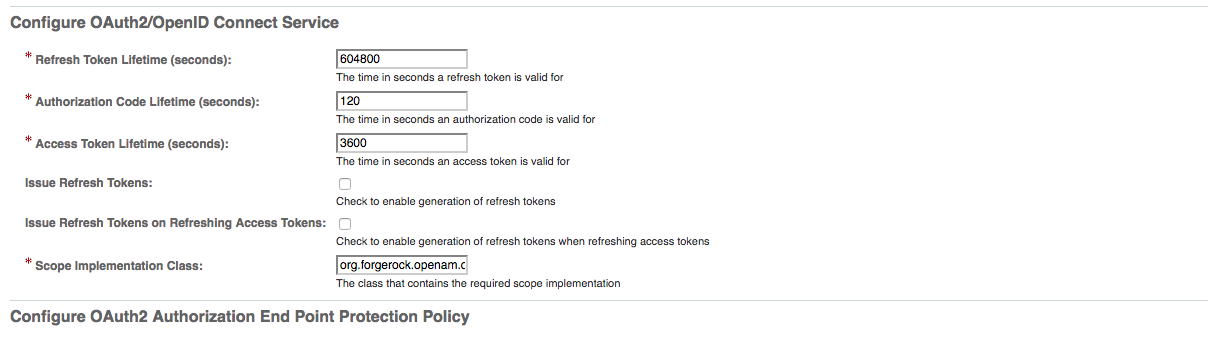 Configure OAuth2/OpenID Connect Service
* Refresh Token Lifetime (seconds): 604800
The time in seconds a refresh token is valid for
* Authorization Code Lifetime (seconds): 120
The time in seconds an authorization code is valid for
* Access Token Lifetime (seconds): 3600
The time in seconds an access token is valid for
Issue Refresh Tokens:
Check to enable generation of refresh tokens
Issue Refresh Tokens on Refreshing Access Tokens:
Check to enable generation of refresh tokens when refreshing access tokens
* Scope Implementation Class: org.forgerock.openam.c
The class that contains the required scope implementation
Configure OAuth2 Authorization End Point Protection Policy